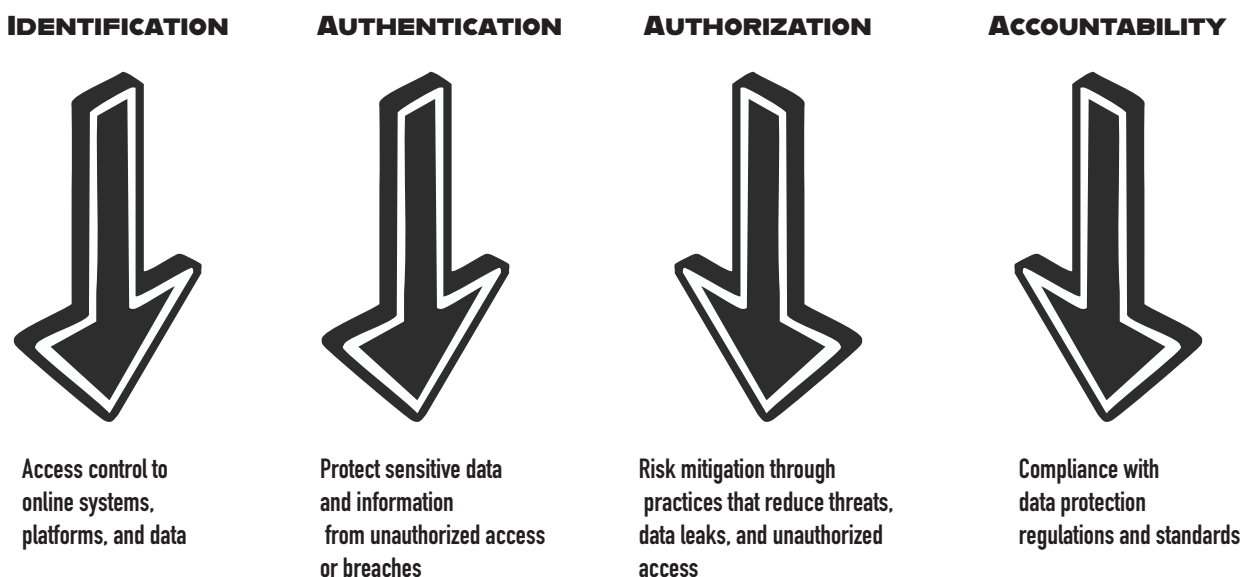 IDENTIFICATION
AUTHENTICATION
AUTHORIZATION
ACCOUNTABILITY
Access control to
online systems,
platforms, and data
Protect sensitive data
and information
from unauthorized access
or breaches
Risk mitigation through
practices that reduce threats,
data leaks, and unauthorized
access
Compliance with
data protection
regulations and standards